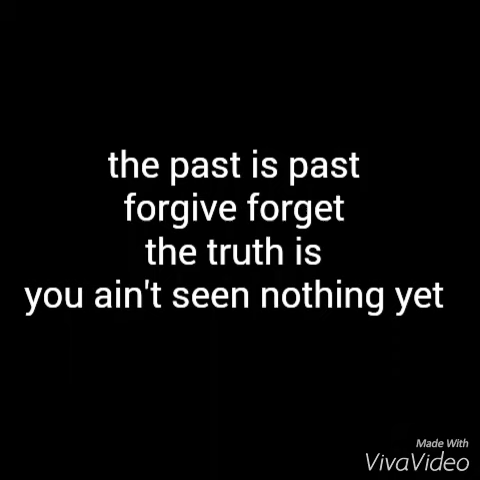 the past is past
forgive forget
the truth is
you ain't seen nothing yet
Made With
VivaVideo